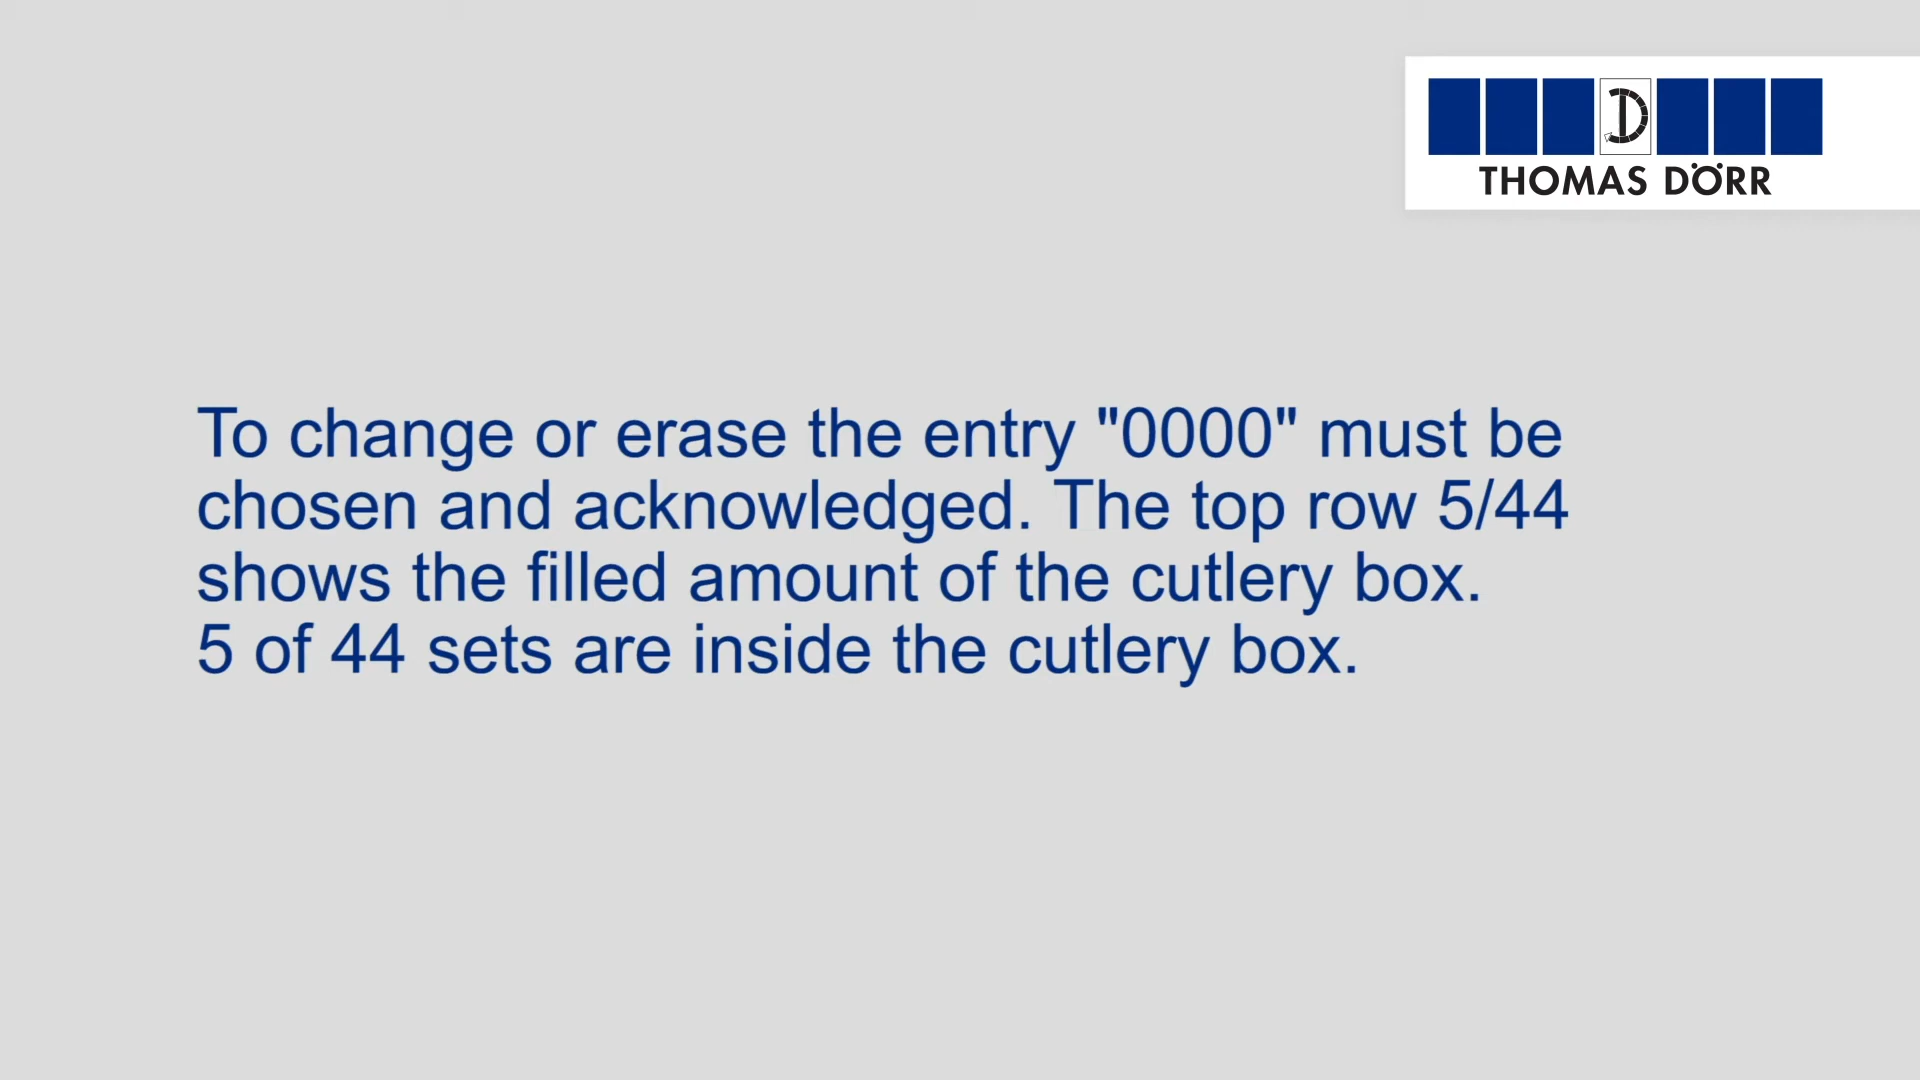 D
THOMAS DÖRR
To change or erase the entry "0000" must be
chosen and acknowledged. The top row 5/44
shows the filled amount of the cutlery box.
5 of 44 sets are inside the cutlery box.